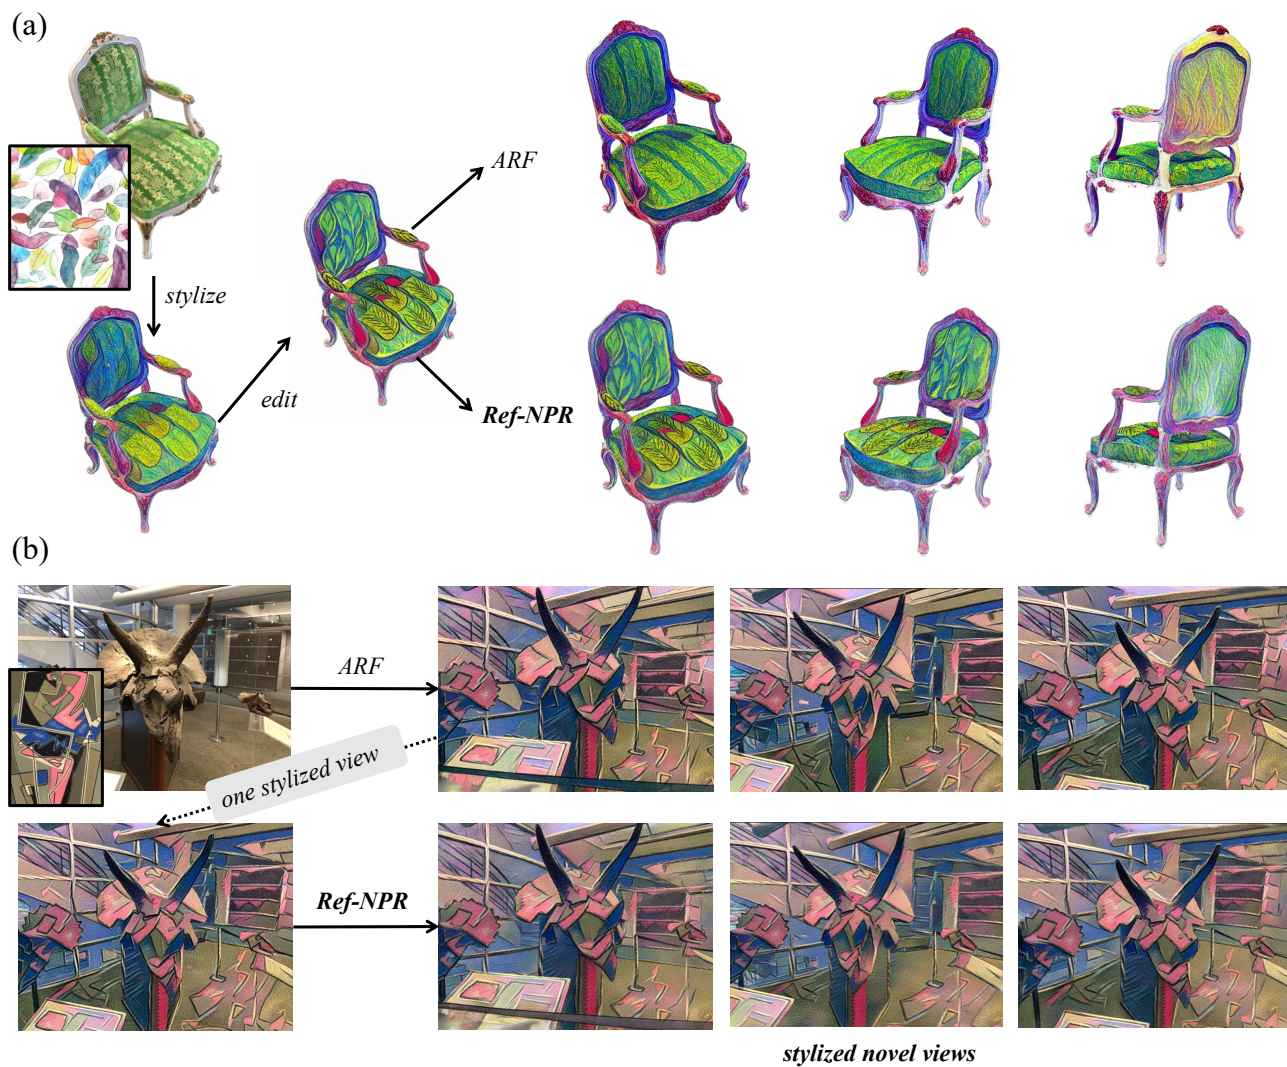 (a)
ARF
stylize
edit
Ref-NPR
(b)
ARF
one stylized view
Ref-NPR
stylized novel views